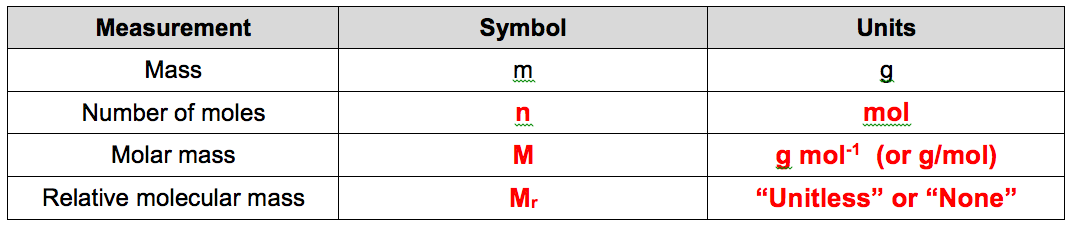 Measurement Symbol Units
Mass m g
Number of moles n mol
Molar mass M g mol⁻¹ (or g/mol)
Relative molecular mass Mᵣ “Unitless” or “None”